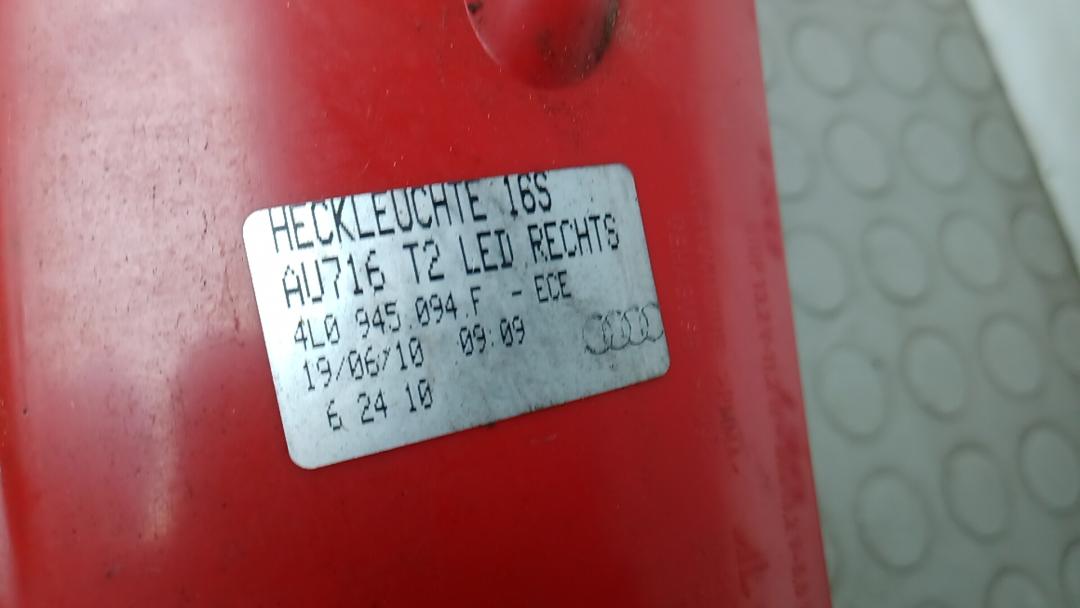 HECKLEUCHTE 16S
AU716 T2 LED RECHTS
4L0 945.094.F - ECE
19/06/10 09:09
6 24 10